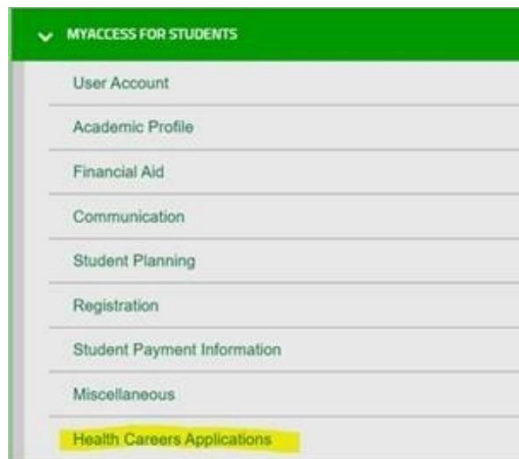 MYACCESS FOR STUDENTS
User Account
Academic Profile
Financial Aid
Communication
Student Planning
Registration
Student Payment Information
Miscellaneous
Health Careers Applications